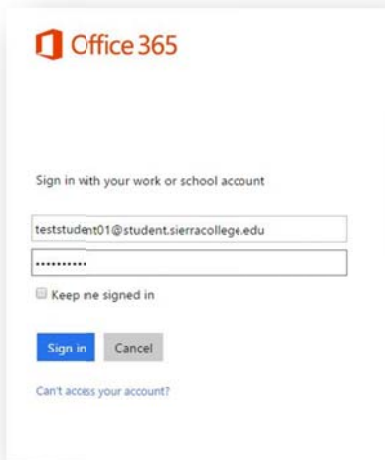 Office 365
Sign in with your work or school account
teststudent01@student.sierracollege.edu
••••••••••
Keep me signed in
Sign in Cancel
Can't access your account?